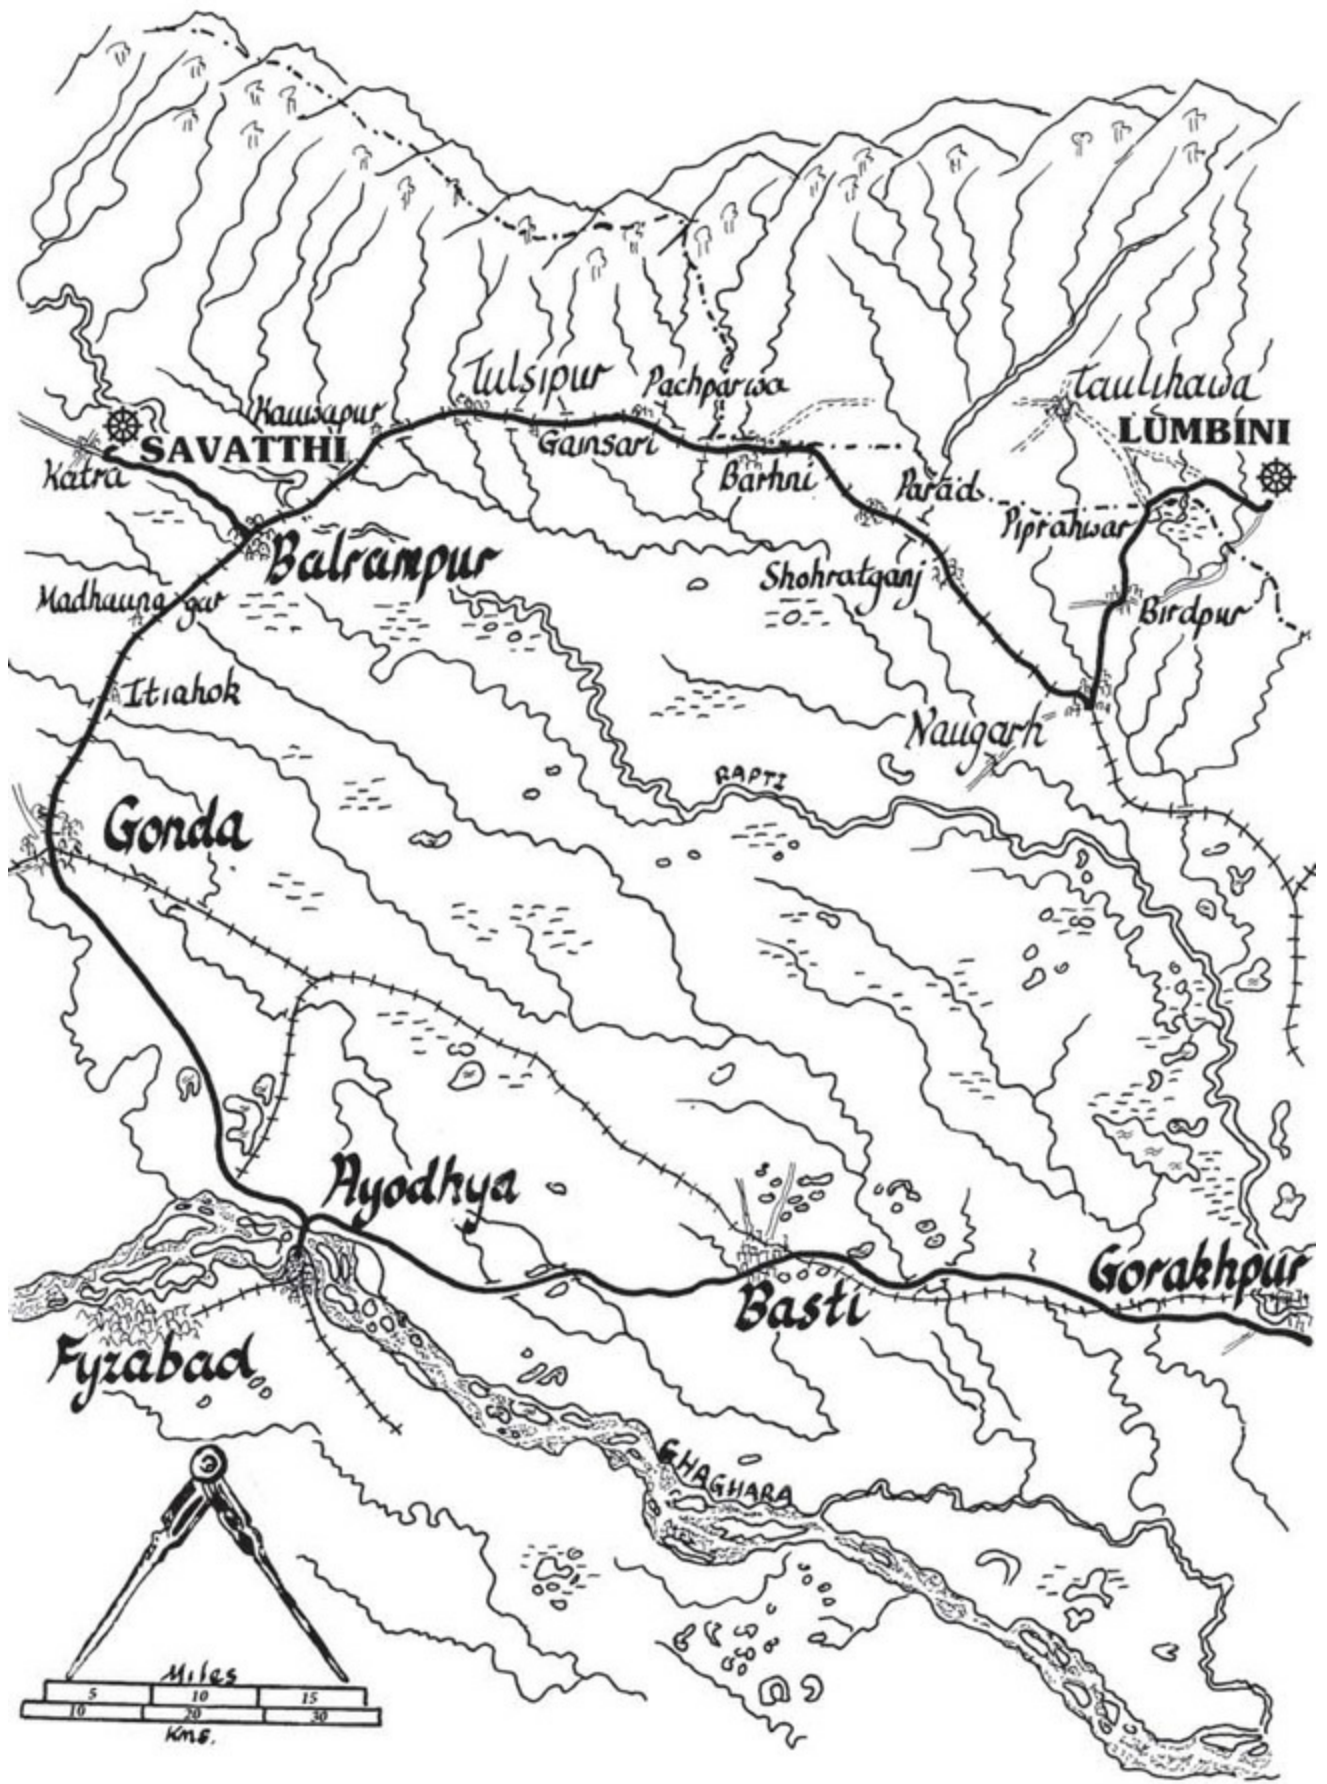 Tulsipur
Pachparwa
Taulihawa
Kauwapur
LUMBINI
SAVATTHI
Gainsari
Katra
Barhni
Parad
Piprahwar
Balrampur
Shohratganj
Madhaunagar
Birdpur
Itiahok
Naugarh
RAPTI
Gonda
Ayodhya
Gorakhpur
Basti
Fyzabad
GHAGHARA
Miles
5 10 15
10 20 30
Kms.